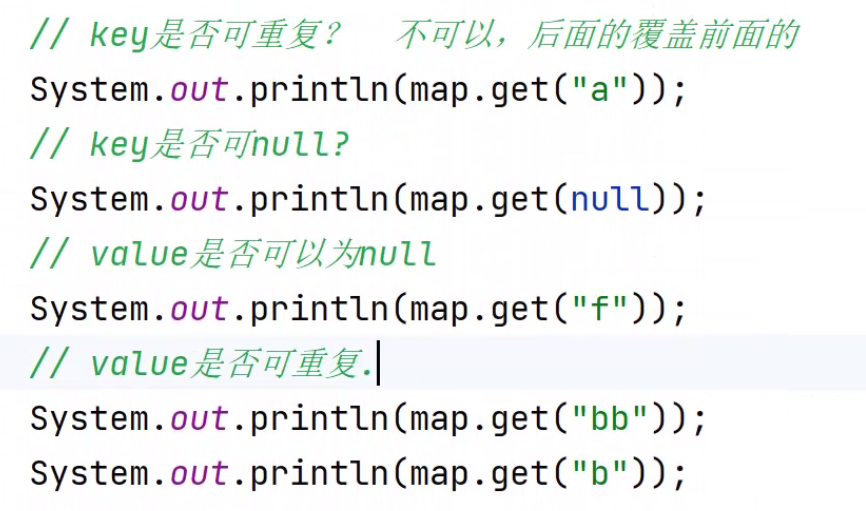 // key是否可重复?   不可以，后面的覆盖前面的
System.out.println(map.get("a"));
// key是否可null?
System.out.println(map.get(null));
// value是否可以为null
System.out.println(map.get("f"));
// value是否可重复.
System.out.println(map.get("bb"));
System.out.println(map.get("b"));